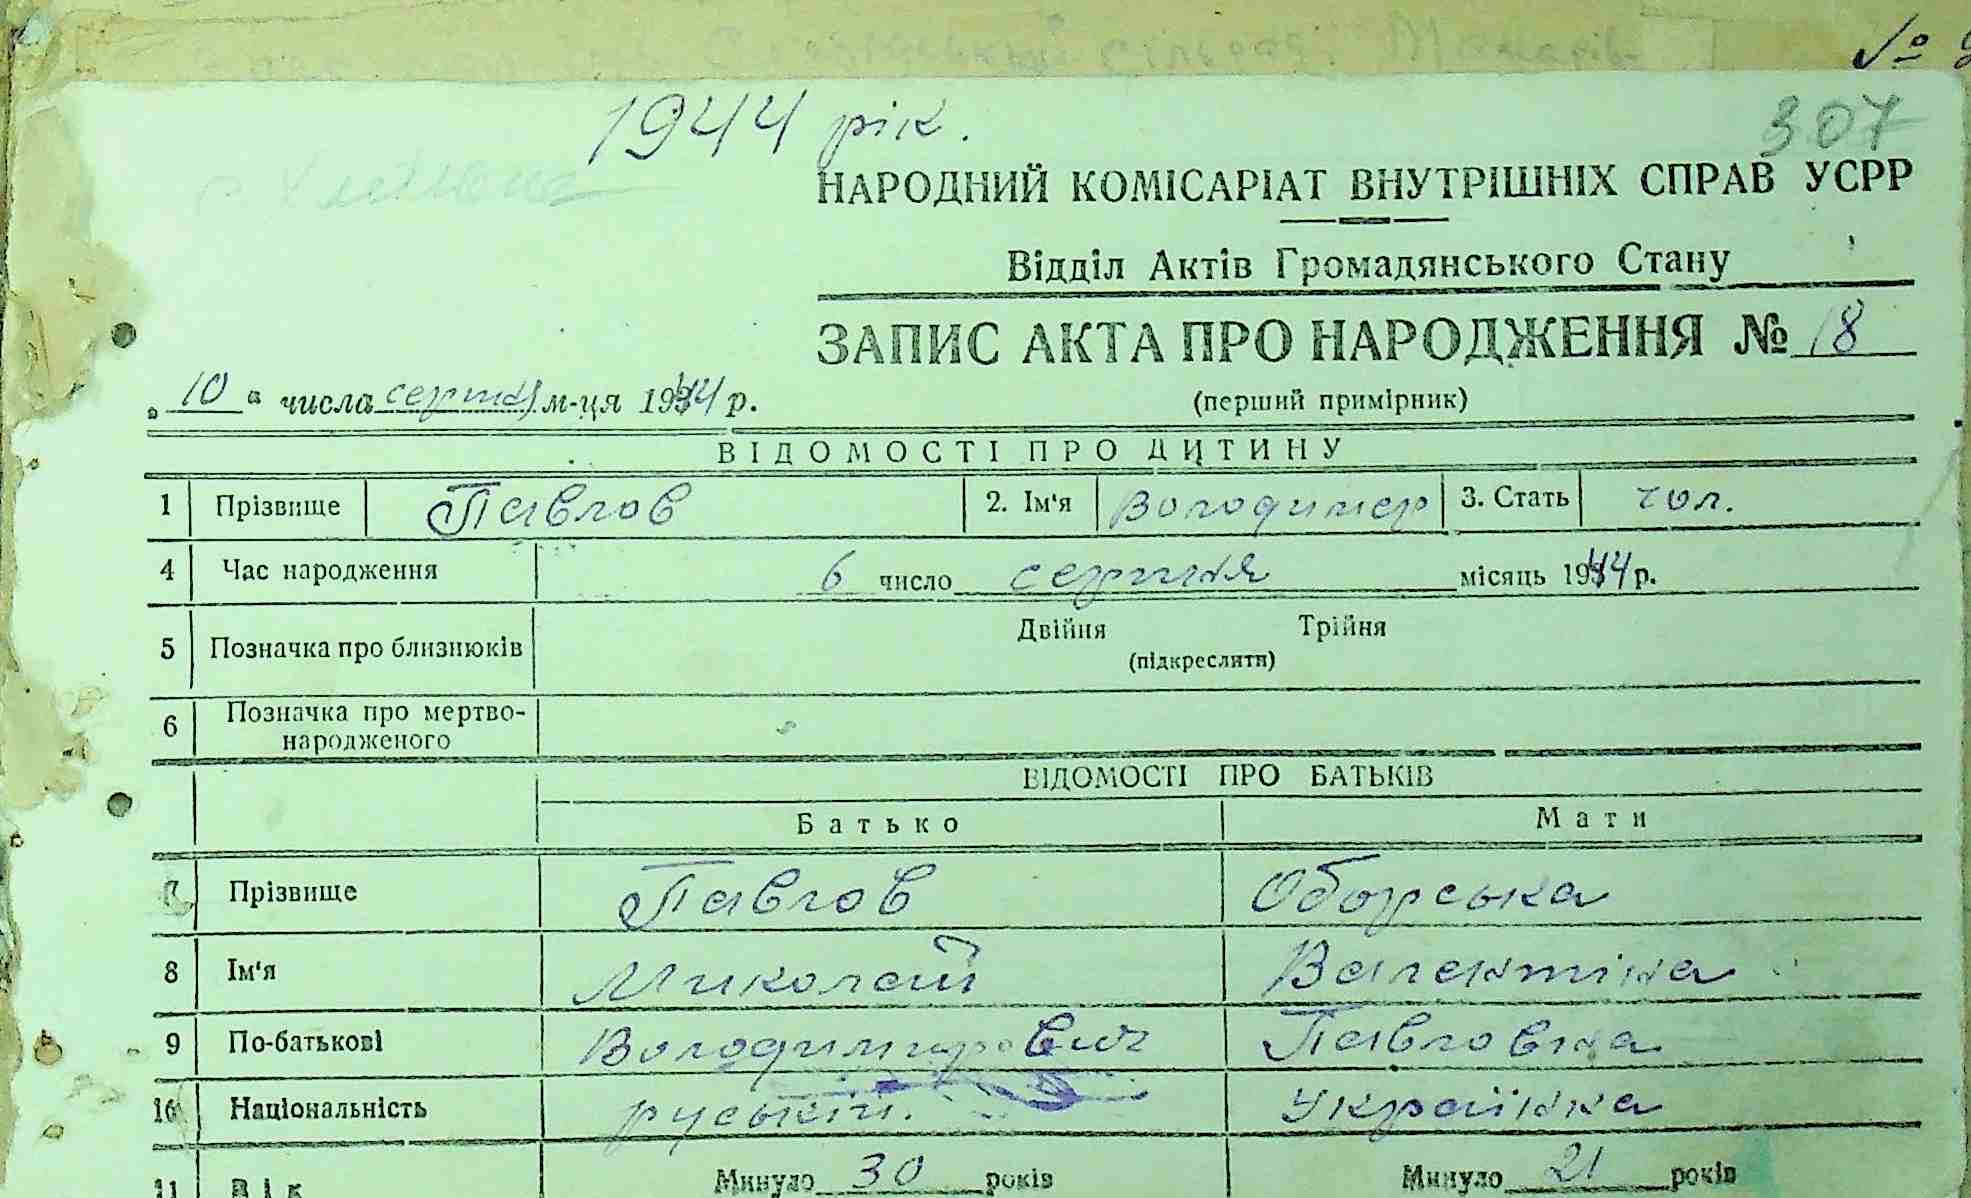 №
1944 рік.
307
НАРОДНИЙ КОМІСАРІАТ ВНУТРІШНІХ СПРАВ УСРР
Відділ Актів Громадянського Стану
ЗАПИС АКТА ПРО НАРОДЖЕННЯ № 18
„10“ числа серпня м-ця 1944 р.
(перший примірник)
ВІДОМОСТІ ПРО ДИТИНУ
1 Прізвище Павлов 2. Ім'я Володимер 3. Стать чол.
4 Час народження 6 число серпня місяць 1944 р.
5 Позначка про близнюків Двійня Трійня
(підкреслити)
6 Позначка про мертво-
народженого
ВІДОМОСТІ ПРО БАТЬКІВ
Батько Мати
7 Прізвище Павлов Оборська
8 Ім'я Миколай Валентіна
9 По-батькові Володимирович Павловна
10 Національність руський. Українка
11 Вік Минуло 30 років Минуло 21 років